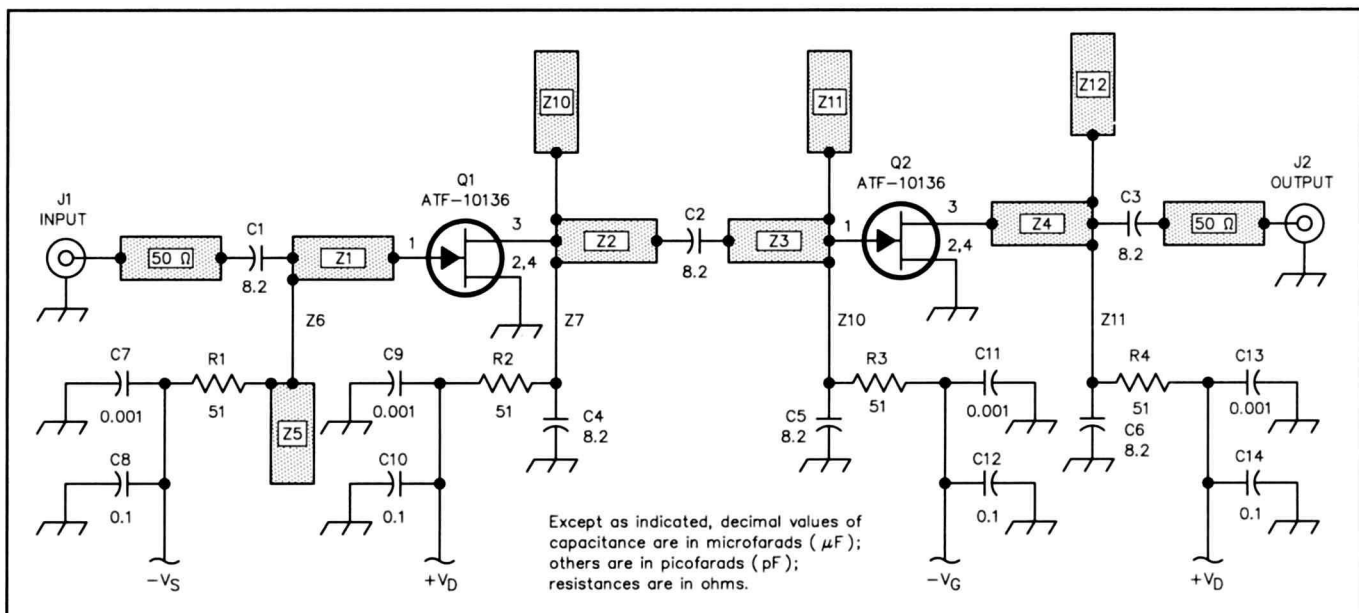 Z12
Z10
Z11
Q1
ATF-10136
Q2
ATF-10136
J1
INPUT
J2
OUTPUT
50 Ω
C1
8.2
Z1
1
3
2,4
Z2
C2
8.2
Z3
1
3
2,4
Z4
C3
8.2
50 Ω
Z6
Z7
Z10
Z11
C7
0.001
R1
51
Z5
C9
0.001
R2
51
C4
8.2
R3
51
C11
0.001
C5
8.2
R4
51
C13
0.001
C6
8.2
C8
0.1
C10
0.1
C12
0.1
C14
0.1
Except as indicated, decimal values of
capacitance are in microfarads (μF);
others are in picofarads (pF);
resistances are in ohms.
-VS
+VD
-VG
+VD